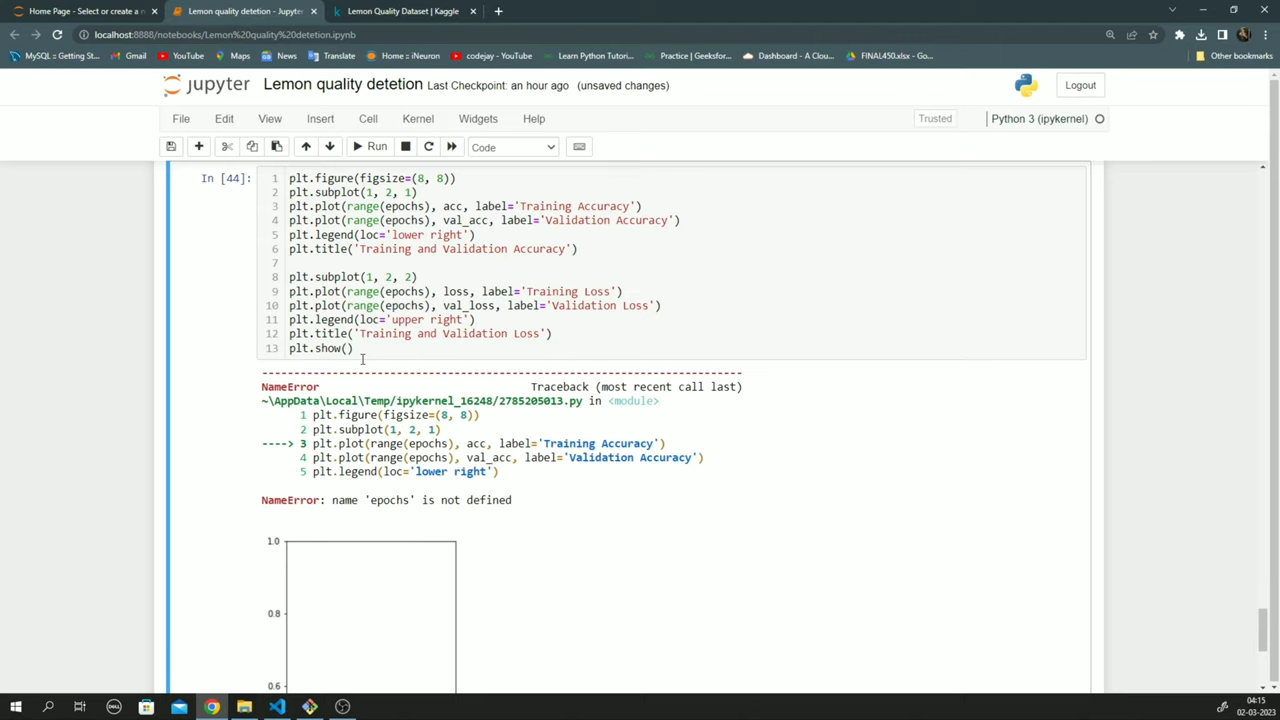 Home Page - Select or create a n
Lemon quality detetion - Jupyter
Lemon Quality Dataset | Kaggle
localhost:8888/notebooks/Lemon%20quality%20detetion.ipynb
MySQL :: Getting St...
Gmail
YouTube
Maps
News
Translate
Home :: iNeuron
codejay - YouTube
Learn Python Tutori...
Practice | Geeksfor...
Dashboard — A Clou...
FINAL450.xlsx - Go...
Other bookmarks
jupyter
Lemon quality detetion Last Checkpoint: an hour ago (unsaved changes)
Logout
File Edit View Insert Cell Kernel Widgets Help
Trusted
Python 3 (ipykernel)
Run
Code
In [44]:
1 plt.figure(figsize=(8, 8))
2 plt.subplot(1, 2, 1)
3 plt.plot(range(epochs), acc, label='Training Accuracy')
4 plt.plot(range(epochs), val_acc, label='Validation Accuracy')
5 plt.legend(loc='lower right')
6 plt.title('Training and Validation Accuracy')
7
8 plt.subplot(1, 2, 2)
9 plt.plot(range(epochs), loss, label='Training Loss')
10 plt.plot(range(epochs), val_loss, label='Validation Loss')
11 plt.legend(loc='upper right')
12 plt.title('Training and Validation Loss')
13 plt.show()
---------------------------------------------------------------------------
NameError Traceback (most recent call last)
~\AppData\Local\Temp/ipykernel_16248/2785205013.py in <module>
1 plt.figure(figsize=(8, 8))
2 plt.subplot(1, 2, 1)
----> 3 plt.plot(range(epochs), acc, label='Training Accuracy')
4 plt.plot(range(epochs), val_acc, label='Validation Accuracy')
5 plt.legend(loc='lower right')
NameError: name 'epochs' is not defined
1.0
0.8
0.6
DELL
04:15
02-03-2023